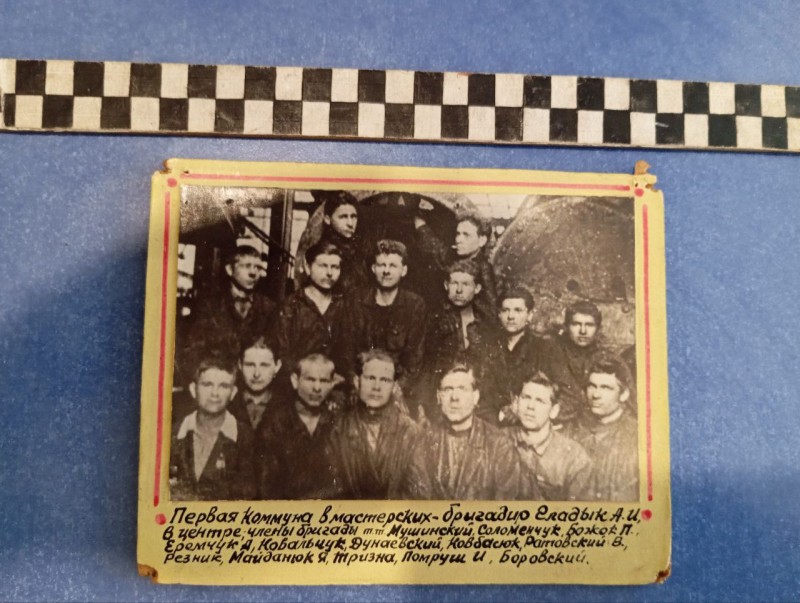 Первая Коммуна в мастерских-бригадир Сладык А.И.
в центре, члены бригады т.т. Мушинский, Соломенчук, Божок П.,
Еремчук А, Ковальчук, Дунаевский, Ковбасюк, Ратовский В.,
Резник, Майданюк Я, Тризна, Помруш И, Боровский.